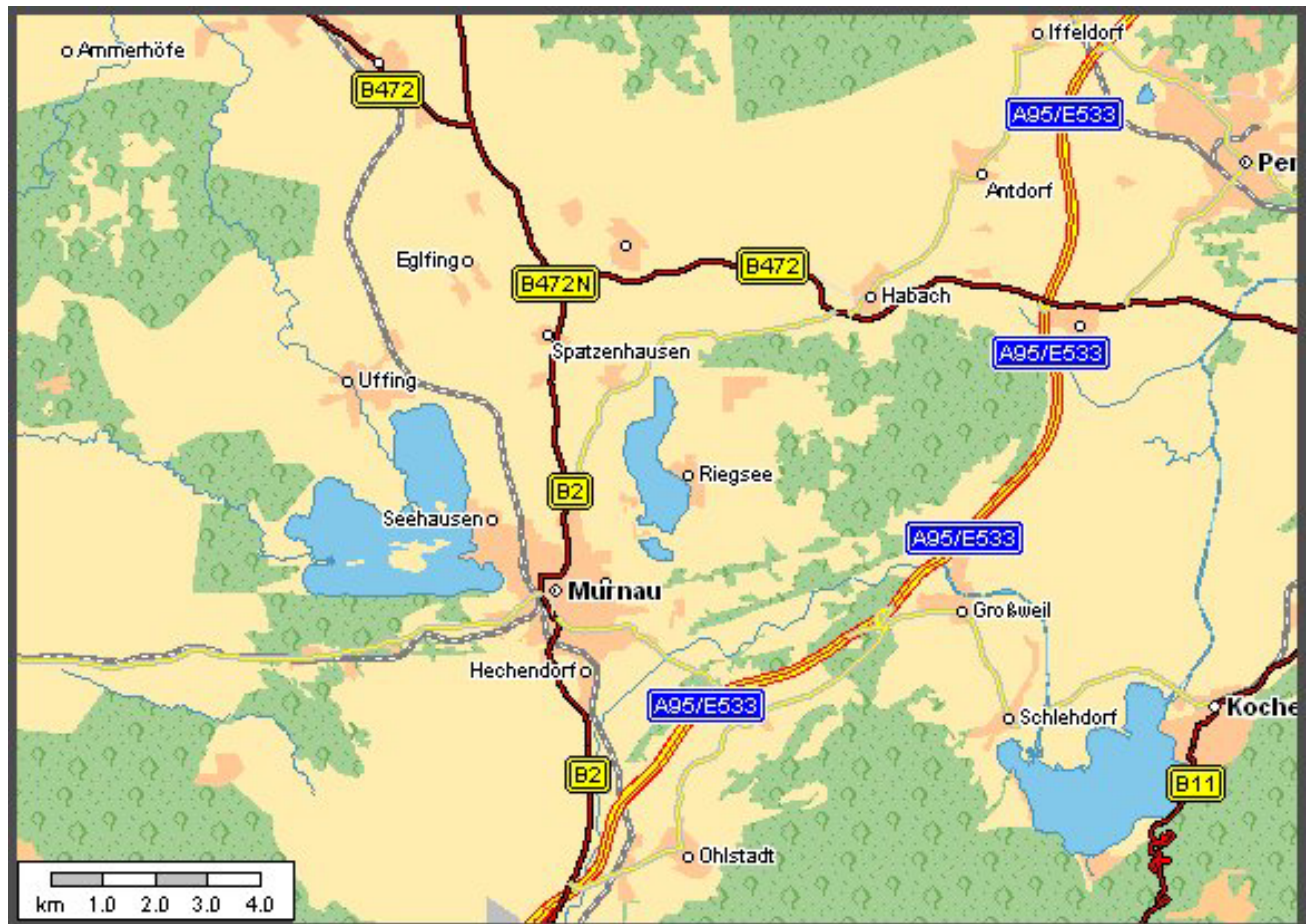 Ammerhöfe
Iffeldorf
B472
A95/E533
Per
Antdorf
Eglfing
B472
B472N
Habach
Spatzenhausen
A95/E533
Uffing
Riegsee
B2
Seehausen
A95/E533
Murnau
Großweil
Hechendorf
A95/E533
Schlehdorf
Koche
B2
B11
Ohlstadt
km 1.0 2.0 3.0 4.0